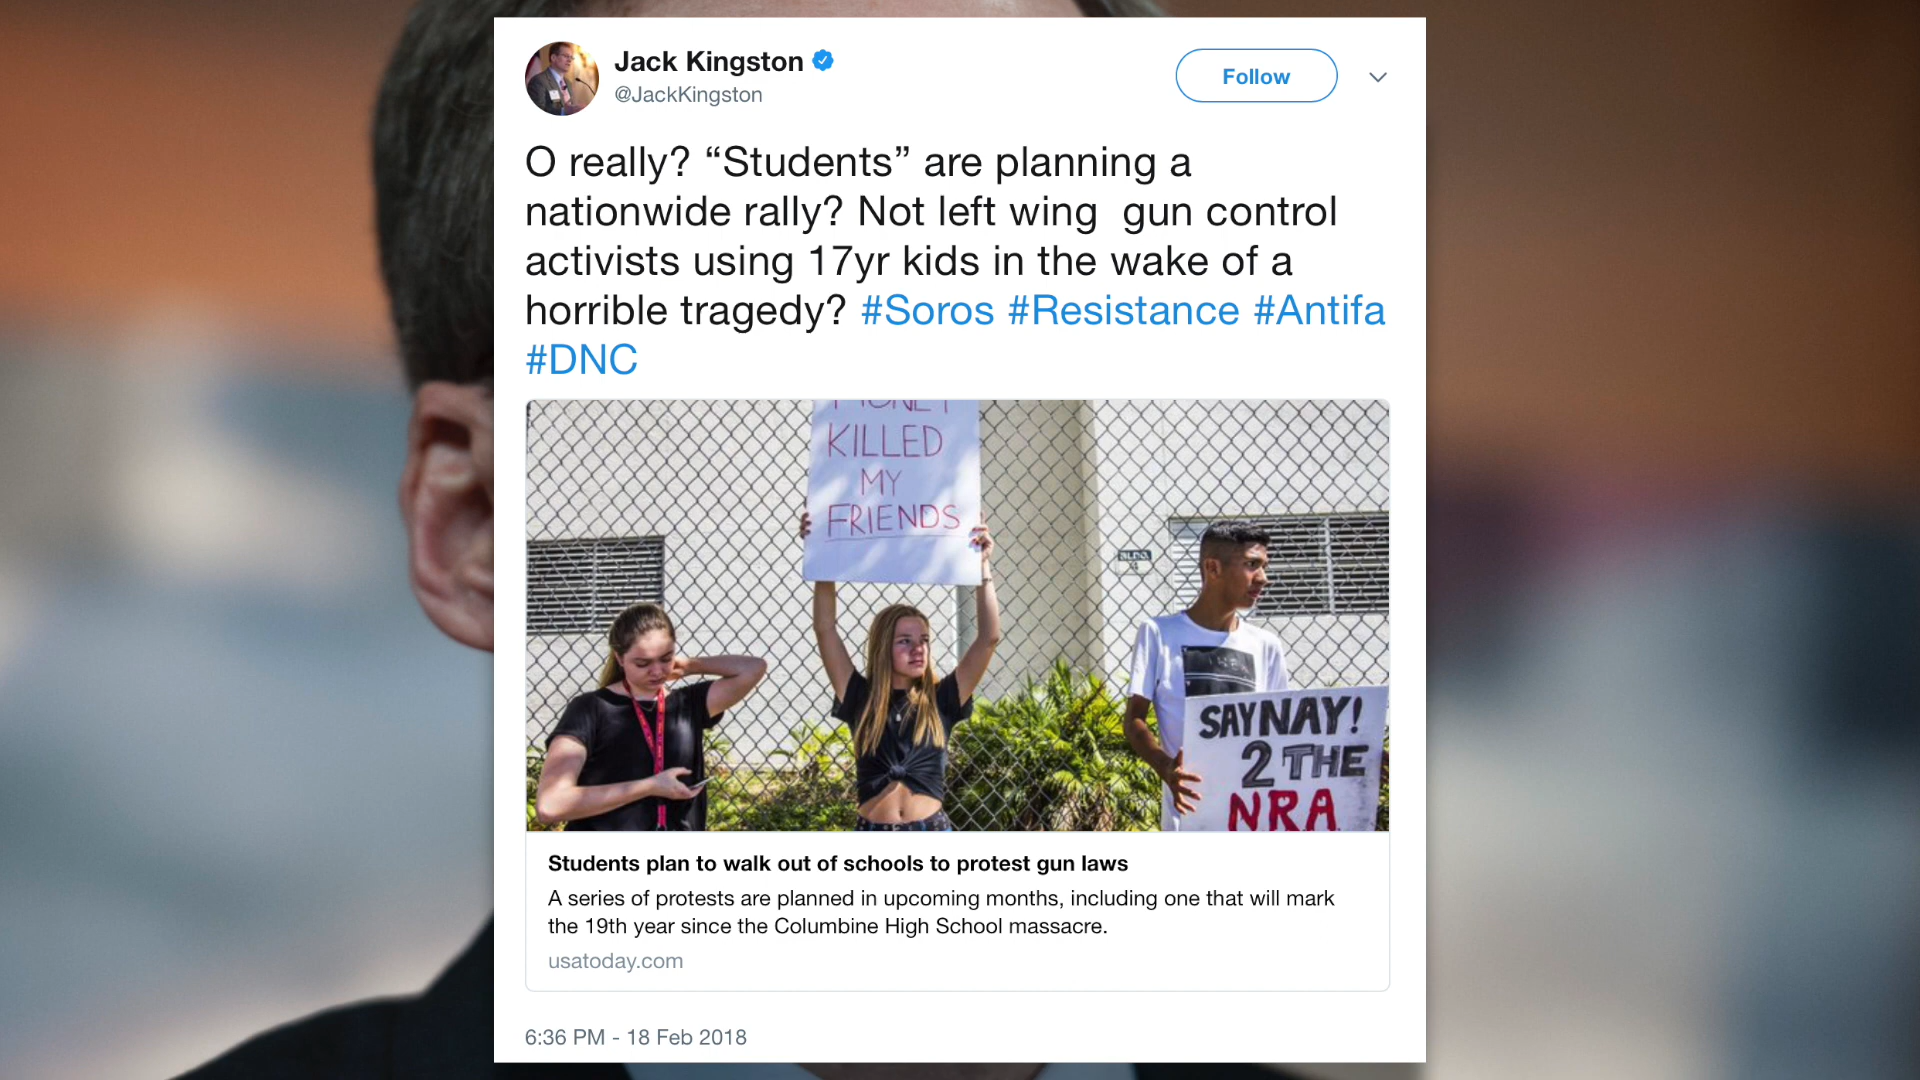 Jack Kingston
@JackKingston
Follow
O really? “Students” are planning a
nationwide rally? Not left wing  gun control
activists using 17yr kids in the wake of a
horrible tragedy? #Soros #Resistance #Antifa
#DNC
KILLED
MY
FRIENDS
BLDG.
SAY NAY!
2 THE
NRA
Students plan to walk out of schools to protest gun laws
A series of protests are planned in upcoming months, including one that will mark
the 19th year since the Columbine High School massacre.
usatoday.com
6:36 PM - 18 Feb 2018